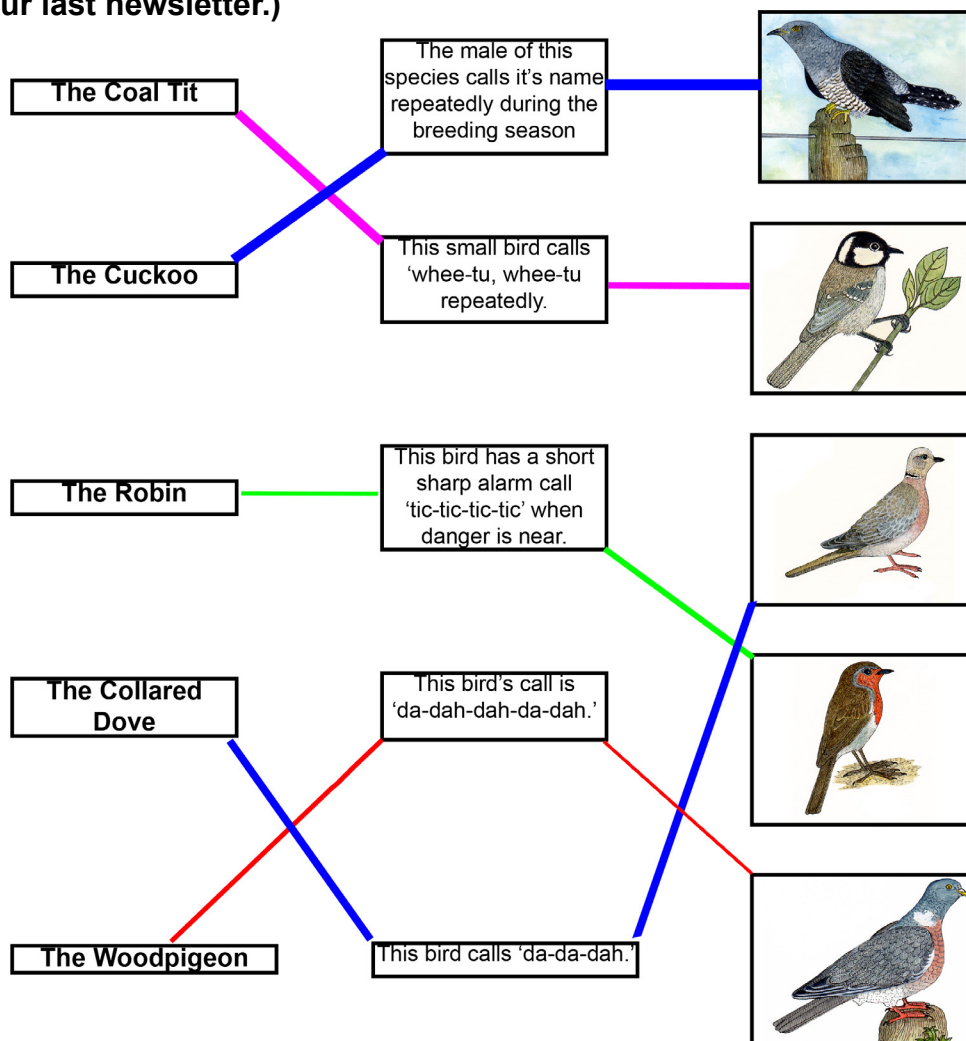 ur last newsletter.)
The Coal Tit
The male of this
species calls it's name
repeatedly during the
breeding season
The Cuckoo
This small bird calls
‘whee-tu, whee-tu
repeatedly.
The Robin
This bird has a short
sharp alarm call
‘tic-tic-tic-tic’ when
danger is near.
The Collared
Dove
This bird’s call is
‘da-dah-dah-da-dah.’
The Woodpigeon
This bird calls ‘da-da-dah.’